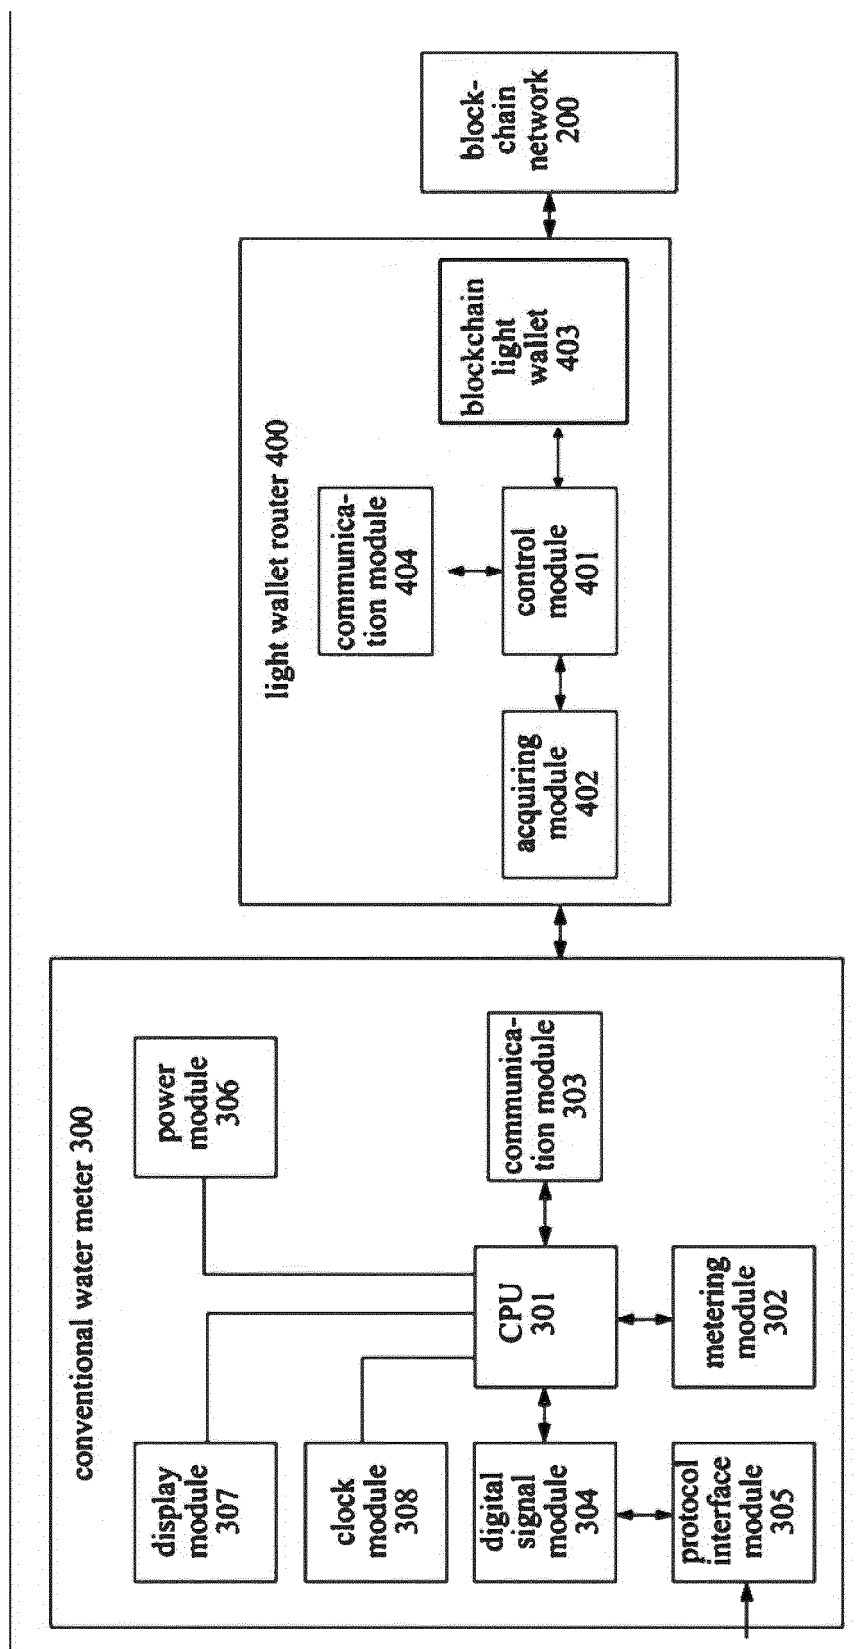 conventional water meter 300
display
module
307
power
module
306
clock
module
308
digital
signal
module
304
CPU
301
communica-
tion module
303
protocol
interface
module
305
metering
module
302
light wallet router 400
communica-
tion module
404
acquiring
module
402
control
module
401
blockchain
light
wallet
403
block-
chain
network
200